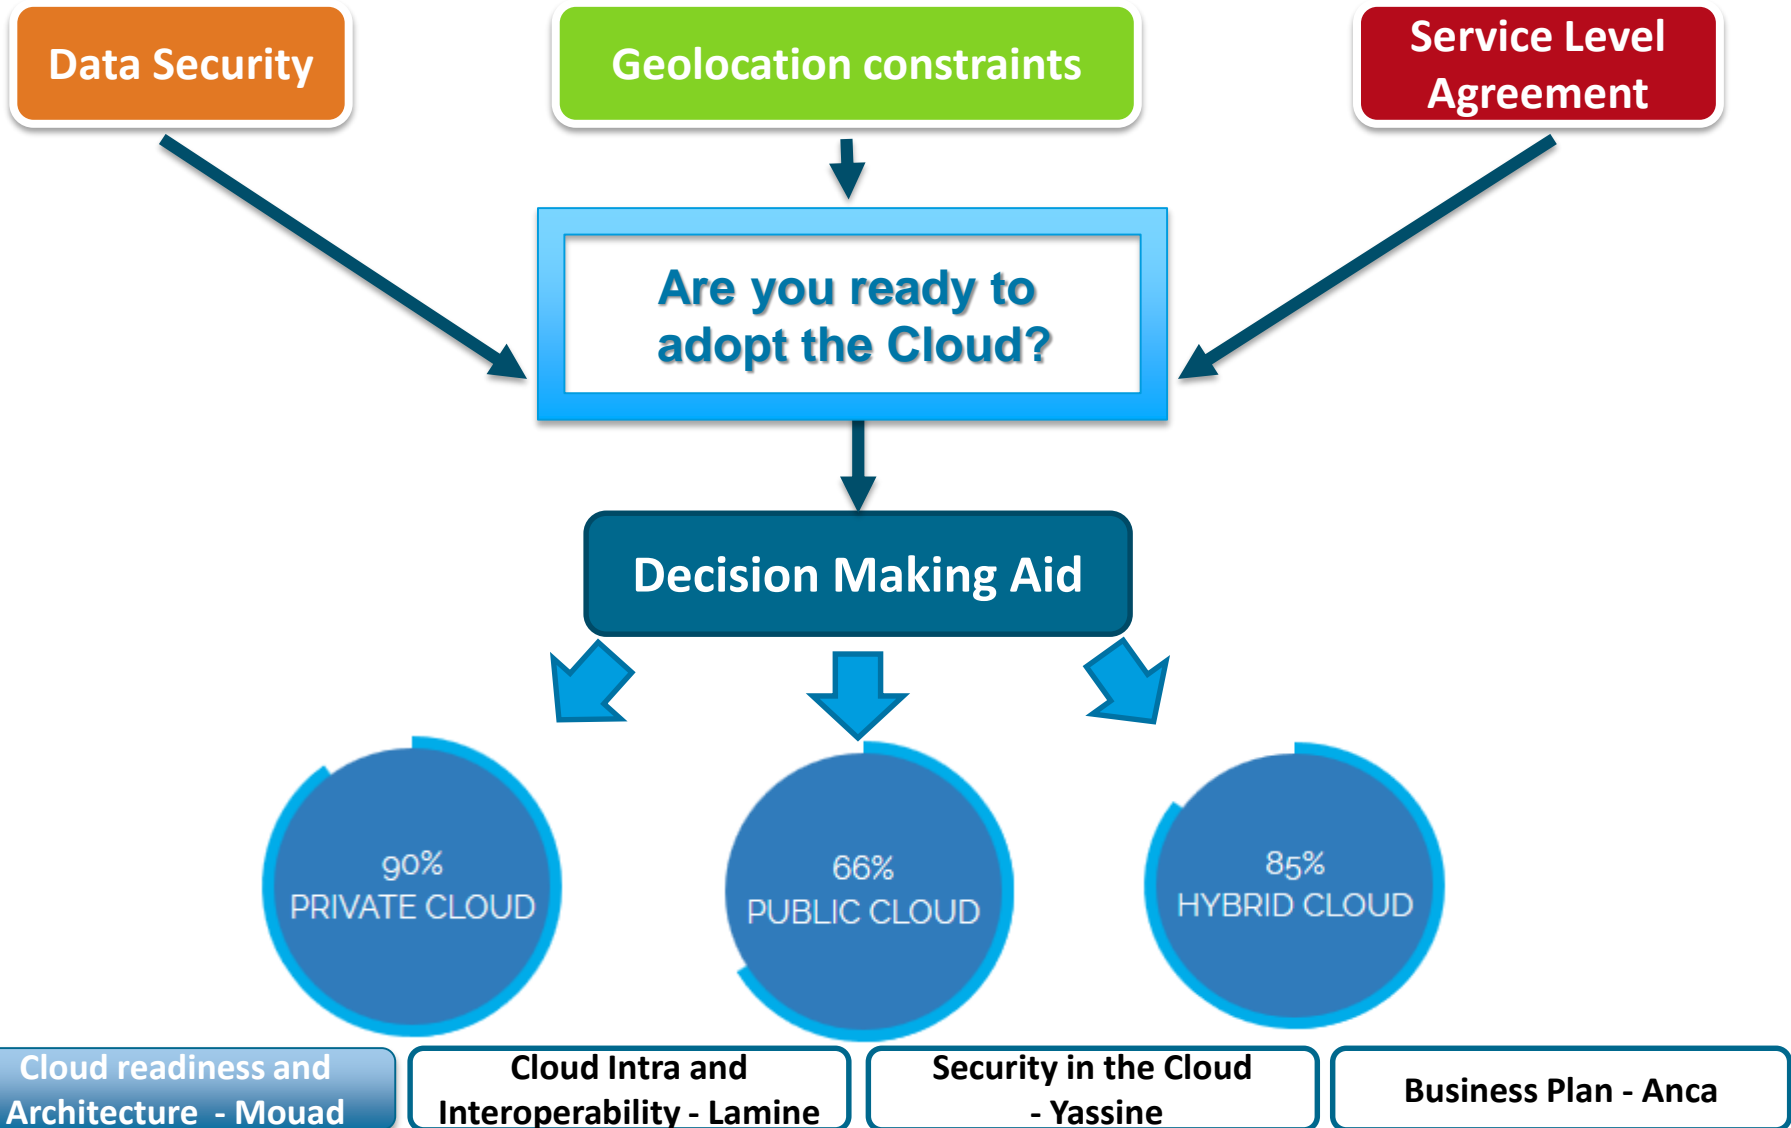 Data Security
Geolocation constraints
Service Level
Agreement
Are you ready to
adopt the Cloud?
Decision Making Aid
90%
PRIVATE CLOUD
66%
PUBLIC CLOUD
85%
HYBRID CLOUD
Cloud readiness and
Architecture - Mouad
Cloud Intra and
Interoperability - Lamine
Security in the Cloud
- Yassine
Business Plan - Anca